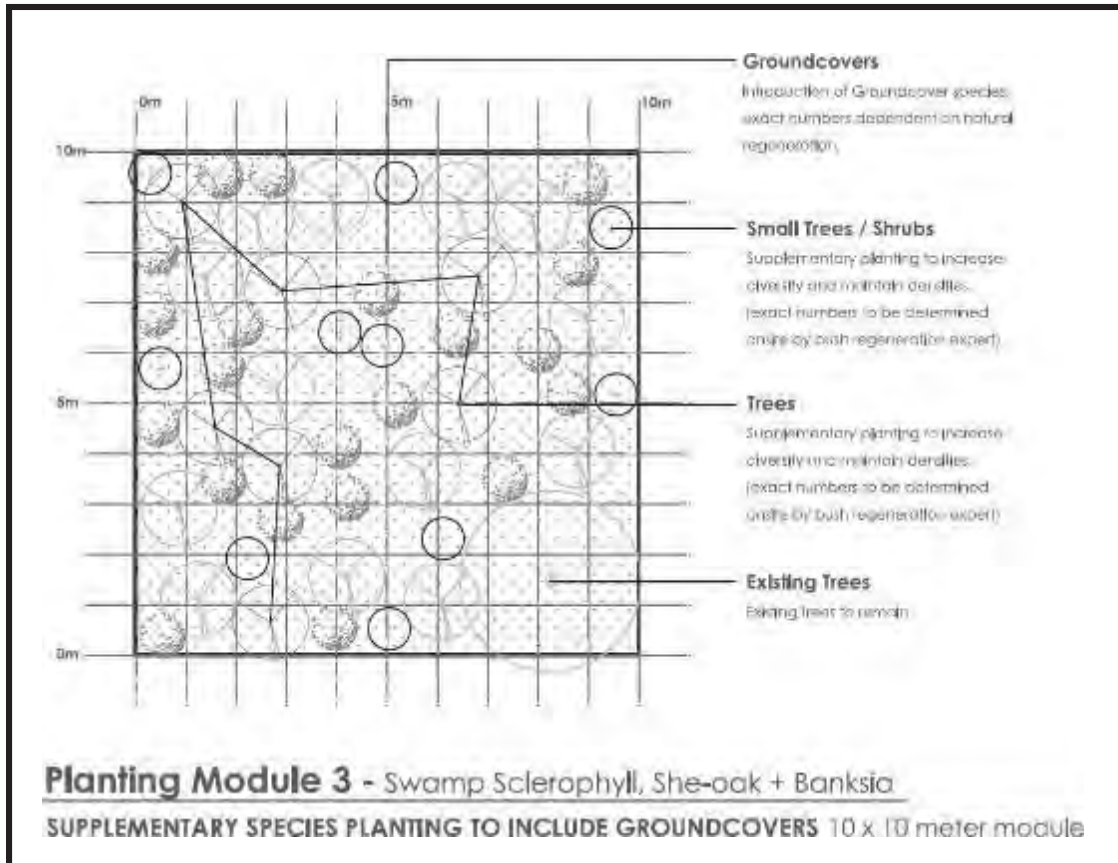 Groundcovers
Introduction of Groundcover species,
exact numbers dependent on natural
regeneration.
0m 5m 10m
10m
Small Trees / Shrubs
Supplementary planting to increase
diversity and maintain densities.
(exact numbers to be determined
onsite by bush regeneration expert)
5m
Trees
Supplementary planting to increase
diversity and maintain densities.
(exact numbers to be determined
onsite by bush regeneration expert)
Existing Trees
Existing Trees to remain
0m
Planting Module 3 - Swamp Sclerophyll, She-oak + Banksia
SUPPLEMENTARY SPECIES PLANTING TO INCLUDE GROUNDCOVERS 10 x 10 meter module